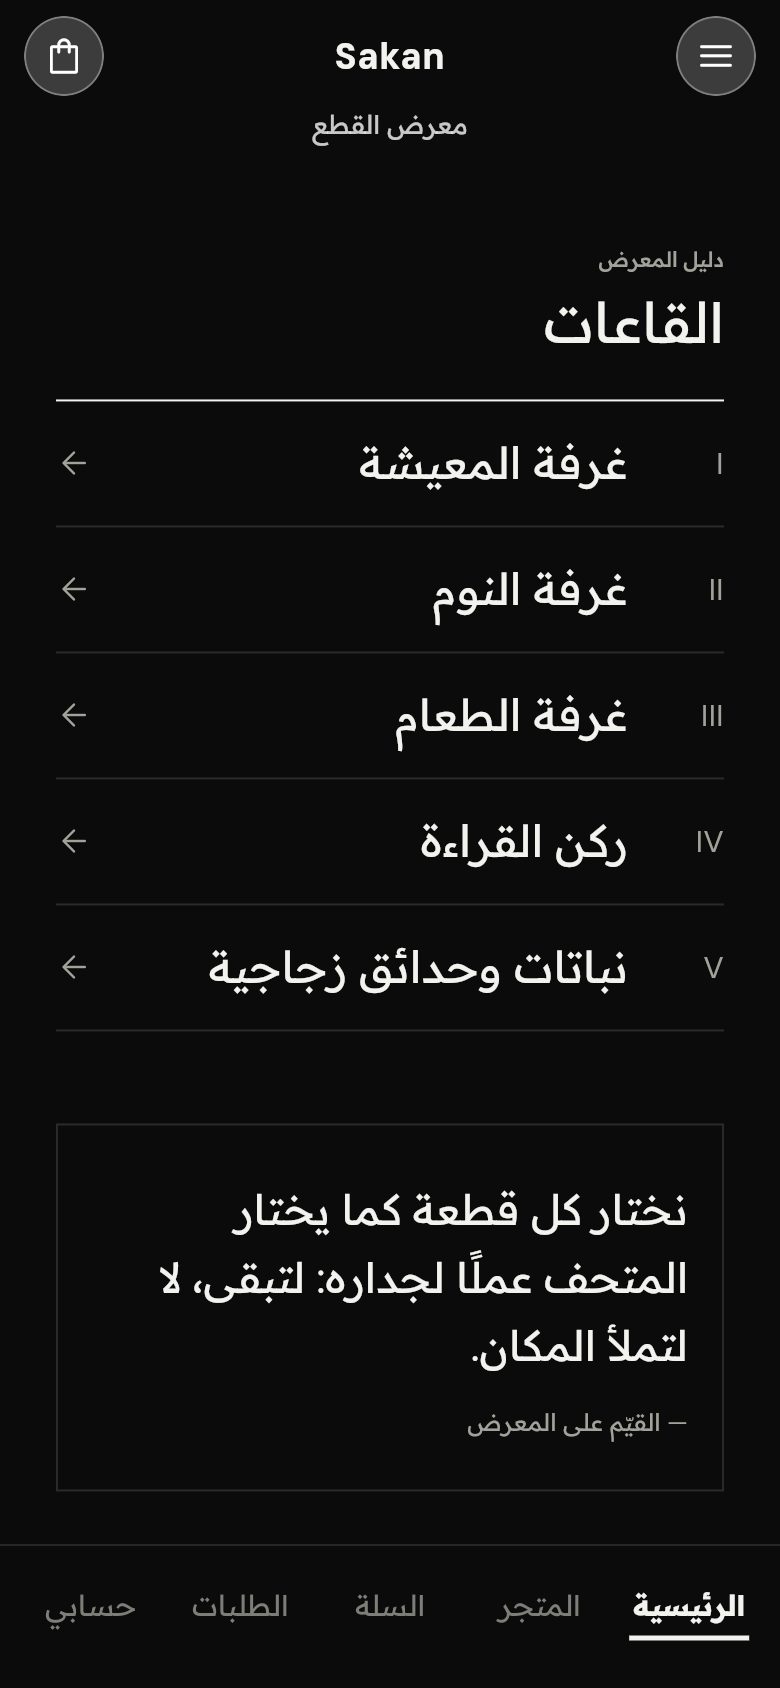 Sakan
معرض القطع
دليل المعرض
القاعات
I غرفة المعيشة
II غرفة النوم
III غرفة الطعام
IV ركن القراءة
V نباتات وحدائق زجاجية
نختار كل قطعة كما يختار
المتحف عملًا لجداره: لتبقى، لا
لتملأ المكان.
— القيّم على المعرض
الرئيسية المتجر السلة الطلبات حسابي